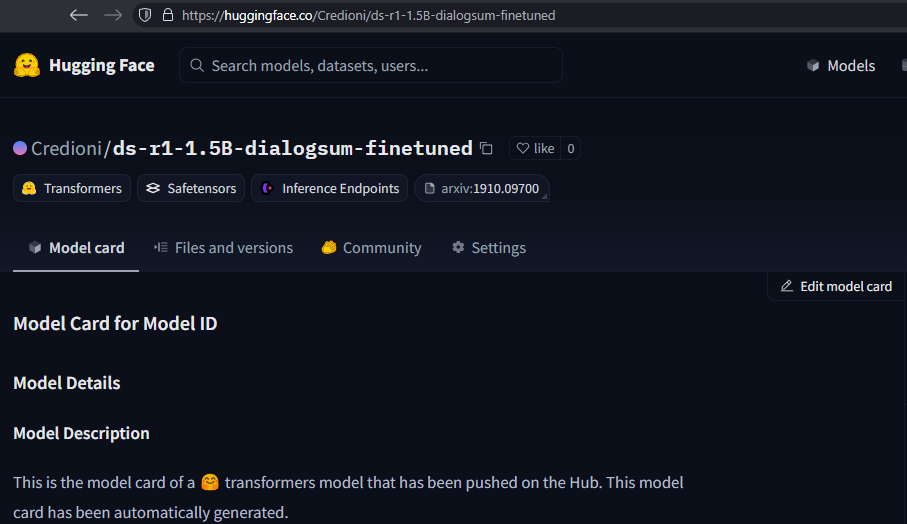 https://huggingface.co/Credioni/ds-r1-1.5B-dialogsum-finetuned
Hugging Face
Search models, datasets, users...
Models
Credioni/ds-r1-1.5B-dialogsum-finetuned
like 0
Transformers Safetensors Inference Endpoints arxiv:1910.09700
Model card Files and versions Community Settings
Edit model card
Model Card for Model ID
Model Details
Model Description
This is the model card of a 🤗 transformers model that has been pushed on the Hub. This model
card has been automatically generated.